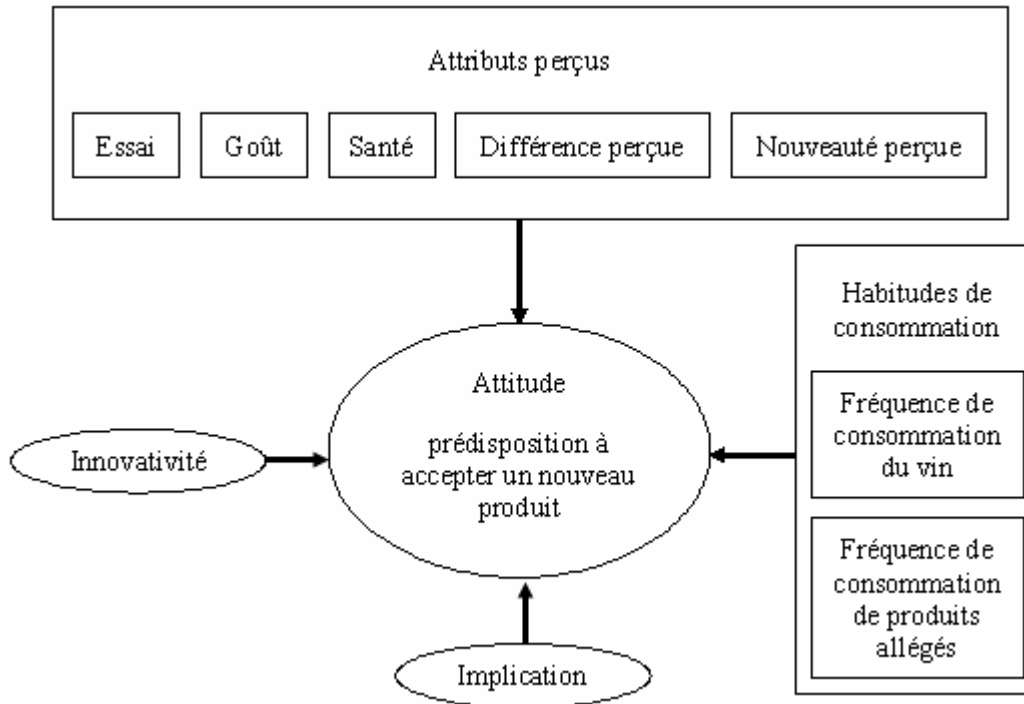 Attributs perçus
Essai
Goût
Santé
Différence perçue
Nouveauté perçue
Habitudes de
consommation
Fréquence de
consommation
du vin
Fréquence de
consommation
de produits
allégés
Attitude
prédisposition à
accepter un nouveau
produit
Innovativité
Implication